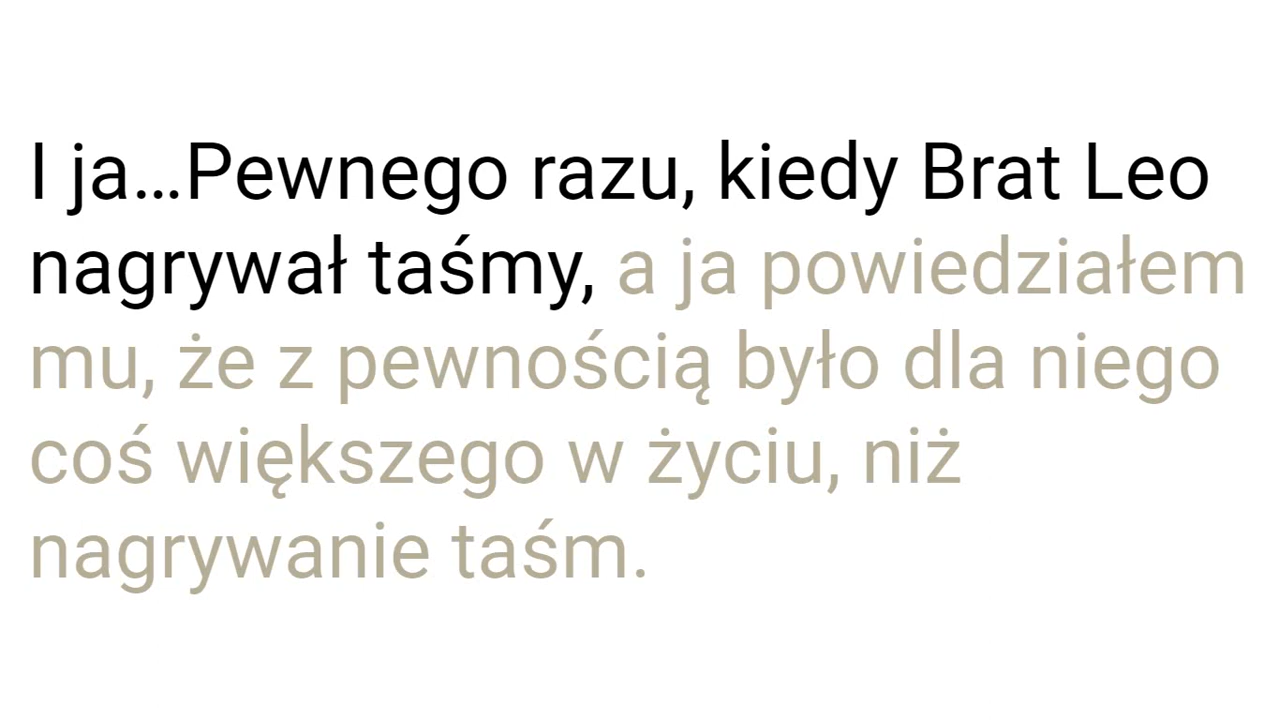 I ja…Pewnego razu, kiedy Brat Leo
nagrywał taśmy, a ja powiedziałem
mu, że z pewnością było dla niego
coś większego w życiu, niż
nagrywanie taśm.